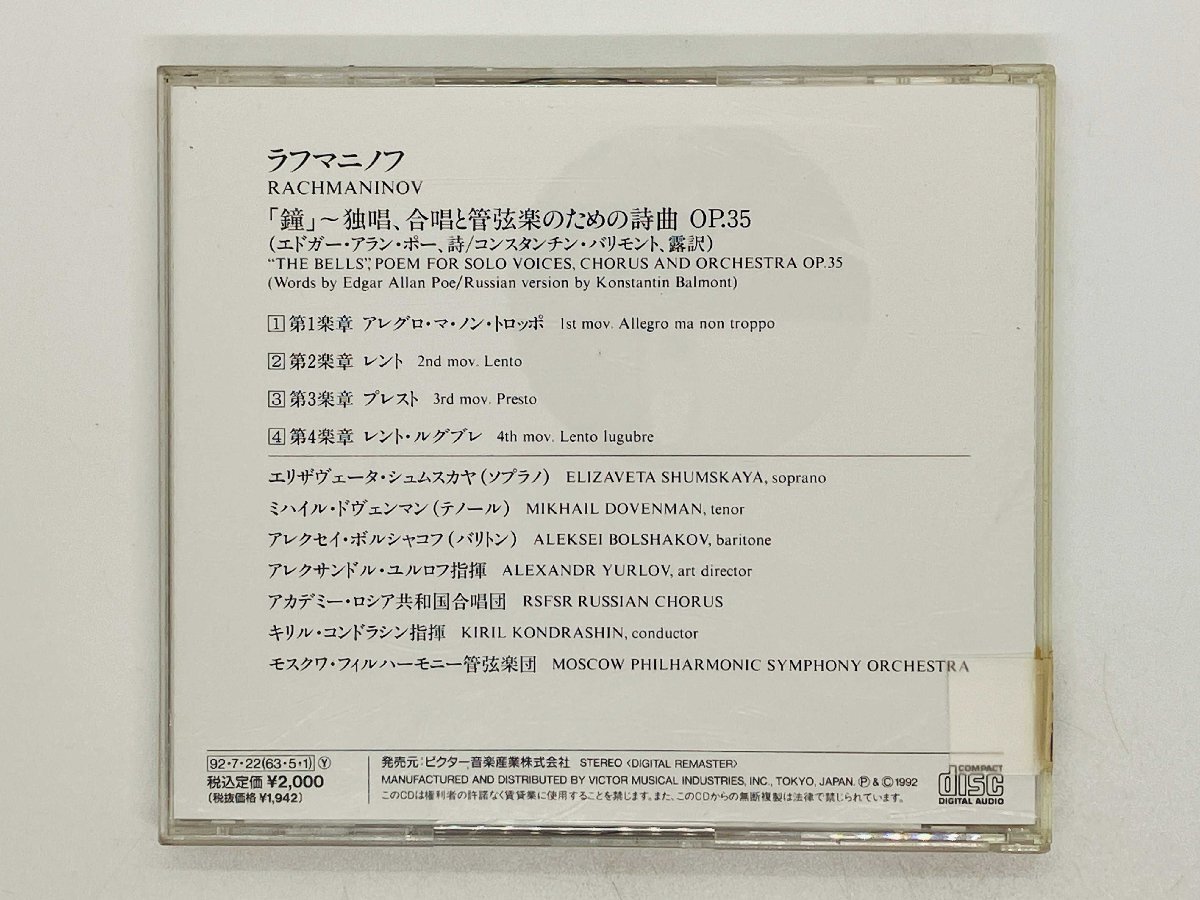 ラフマニノフ
RACHMANINOV
「鐘」～独唱、合唱と管弦楽のための詩曲 OP.35
(エドガー・アラン・ポー、詩/コンスタンチン・バリモント、露訳)
"THE BELLS", POEM FOR SOLO VOICES, CHORUS AND ORCHESTRA OP.35
(Words by Edgar Allan Poe/Russian version by Konstantin Balmont)
1 第1楽章 アレグロ・マ・ノン・トロッポ 1st mov. Allegro ma non troppo
2 第2楽章 レント 2nd mov. Lento
3 第3楽章 プレスト 3rd mov. Presto
4 第4楽章 レント・ルグブレ 4th mov. Lento lugubre
エリザヴェータ・シュムスカヤ(ソプラノ) ELIZAVETA SHUMSKAYA, soprano
ミハイル・ドヴェンマン(テノール) MIKHAIL DOVENMAN, tenor
アレクセイ・ボルシャコフ(バリトン) ALEKSEI BOLSHAKOV, baritone
アレクサンドル・ユルロフ指揮 ALEXANDR YURLOV, art director
アカデミー・ロシア共和国合唱団 RSFSR RUSSIAN CHORUS
キリル・コンドラシン指揮 KIRIL KONDRASHIN, conductor
モスクワ・フィルハーモニー管弦楽団 MOSCOW PHILHARMONIC SYMPHONY ORCHESTRA
92・7・22(63・5・1) Ⓨ
税込定価 ¥2,000
(税抜価格 ¥1,942)
発売元:ビクター音楽産業株式会社 STEREO〈DIGITAL REMASTER〉
MANUFACTURED AND DISTRIBUTED BY VICTOR MUSICAL INDUSTRIES, INC., TOKYO, JAPAN. Ⓟ & Ⓒ 1992
このCDは権利者の許諾なく賃貸業に使用することを禁じます。また、このCDからの無断複製は法律で禁じられています。
COMPACT
disc
DIGITAL AUDIO